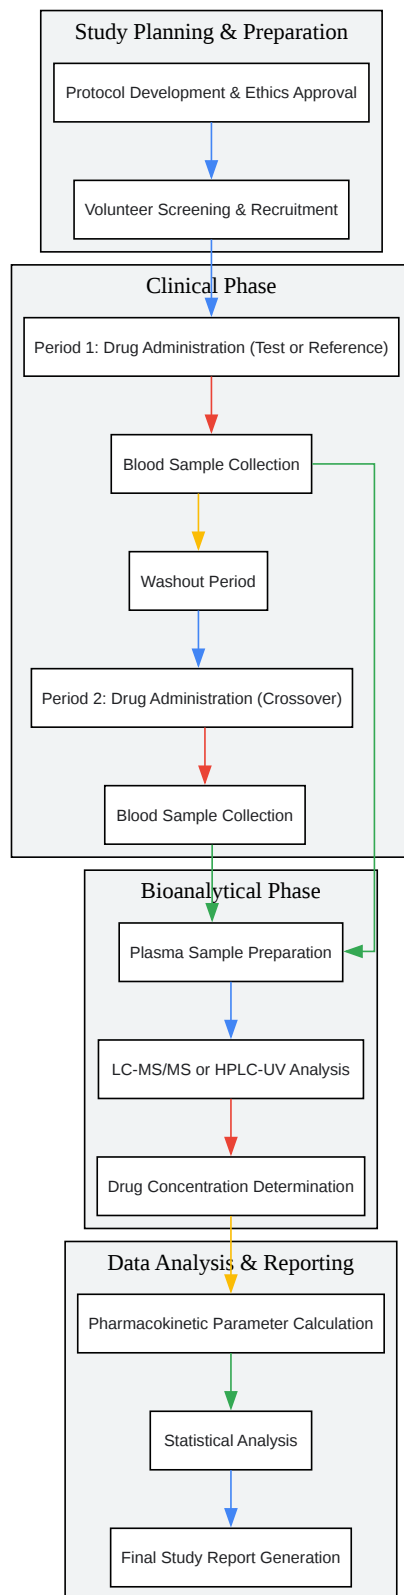 Study Planning & Preparation
Protocol Development & Ethics Approval
Volunteer Screening & Recruitment
Clinical Phase
Period 1: Drug Administration (Test or Reference)
Blood Sample Collection
Washout Period
Period 2: Drug Administration (Crossover)
Blood Sample Collection
Bioanalytical Phase
Plasma Sample Preparation
LC-MS/MS or HPLC-UV Analysis
Drug Concentration Determination
Data Analysis & Reporting
Pharmacokinetic Parameter Calculation
Statistical Analysis
Final Study Report Generation